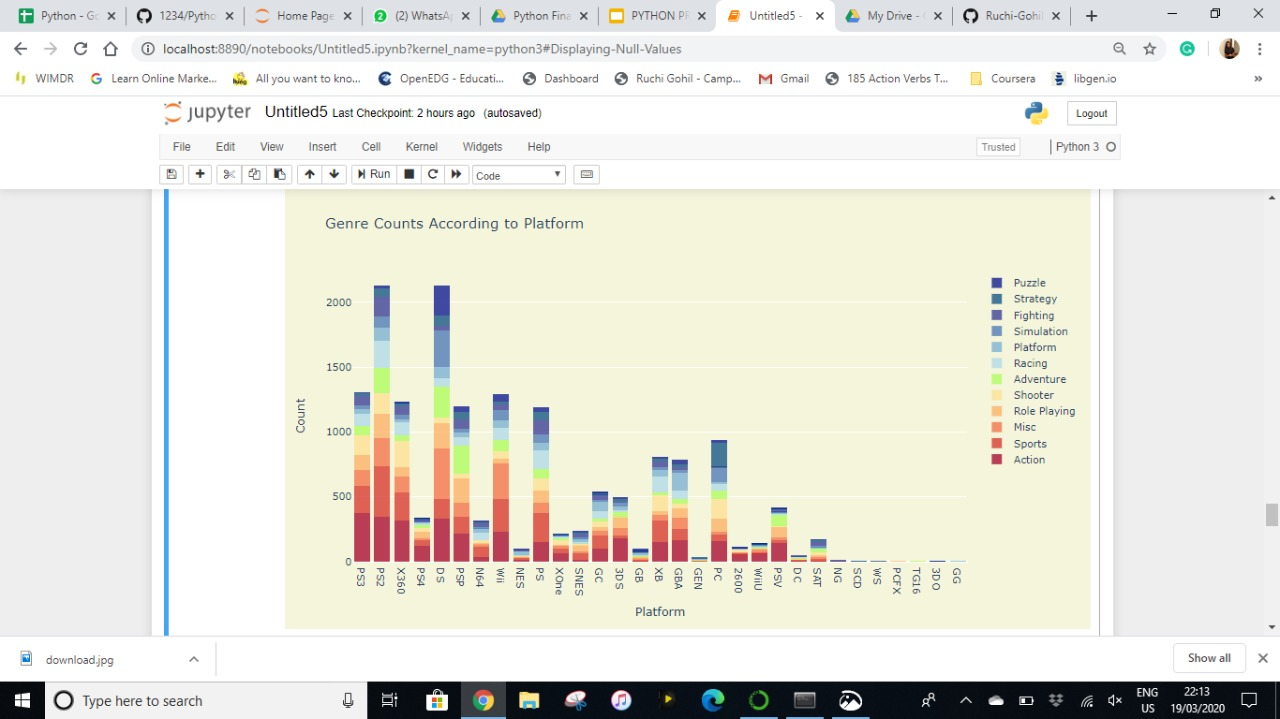 Python - Go
1234/Pytho
Home Page
(2) WhatsA
Python Fina
PYTHON PR
Untitled5 -
My Drive -
Ruchi-Gohil
localhost:8890/notebooks/Untitled5.ipynb?kernel_name=python3#Displaying-Null-Values
WIMDR
Learn Online Marke...
All you want to kno...
OpenEDG - Educati...
Dashboard
Ruchi Gohil - Camp...
Gmail
185 Action Verbs T...
Coursera
libgen.io
»
jupyter Untitled5 Last Checkpoint: 2 hours ago (autosaved)
Logout
File Edit View Insert Cell Kernel Widgets Help
Trusted
Python 3
Run
Code
Genre Counts According to Platform
2000
1500
1000
500
0
Count
PS3
PS2
X360
PS4
DS
PSP
N64
Wii
NES
PS
XOne
SNES
GC
3DS
GB
XB
GBA
GEN
PC
2600
WiiU
PSV
DC
SAT
NG
SCD
WS
PCFX
TG16
3DO
GG
Platform
Puzzle
Strategy
Fighting
Simulation
Platform
Racing
Adventure
Shooter
Role Playing
Misc
Sports
Action
download.jpg
Show all
Type here to search
ENG
US
22:13
19/03/2020